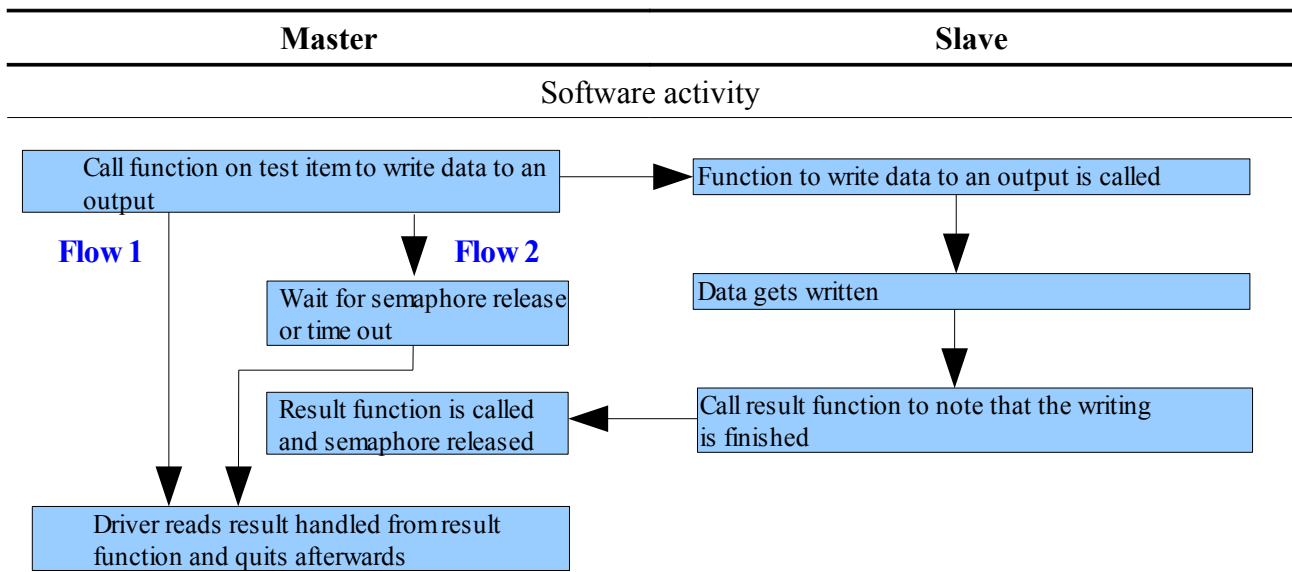 Master
Slave
Software activity
Call function on test item to write data to an
output
Function to write data to an output is called
Flow 1
Flow 2
Wait for semaphore release
or time out
Data gets written
Result function is called
and semaphore released
Call result function to note that the writing
is finished
Driver reads result handled from result
function and quits afterwards